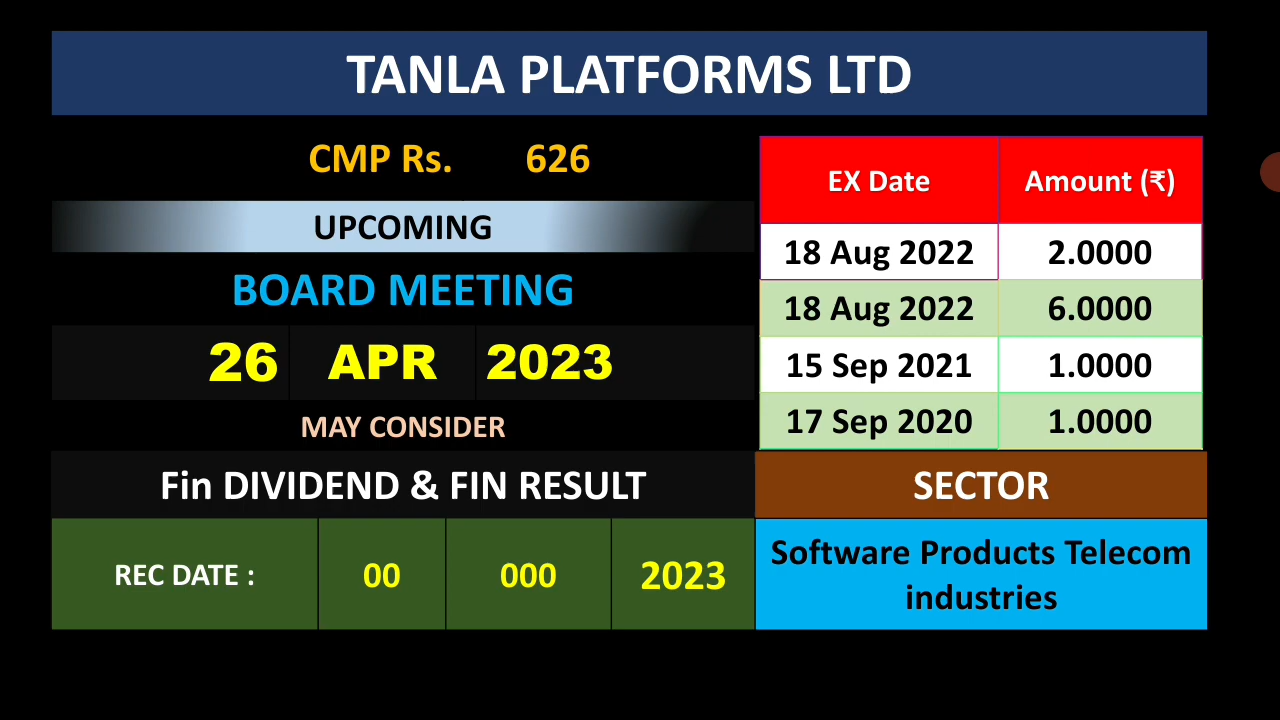 TANLA PLATFORMS LTD
CMP Rs. 626
UPCOMING
BOARD MEETING
26 APR 2023
MAY CONSIDER
Fin DIVIDEND & FIN RESULT
REC DATE : 00 000 2023
EX Date Amount (₹)
18 Aug 2022 2.0000
18 Aug 2022 6.0000
15 Sep 2021 1.0000
17 Sep 2020 1.0000
SECTOR
Software Products Telecom
industries